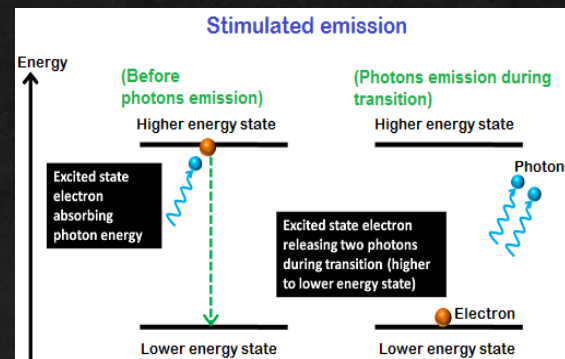 Stimulated emission
Energy
(Before
photons emission)
(Photons emission during
transition)
Higher energy state
Higher energy state
Photon
Excited state
electron
absorbing
photon energy
Excited state electron
releasing two photons
during transition (higher
to lower energy state)
Electron
Lower energy state
Lower energy state